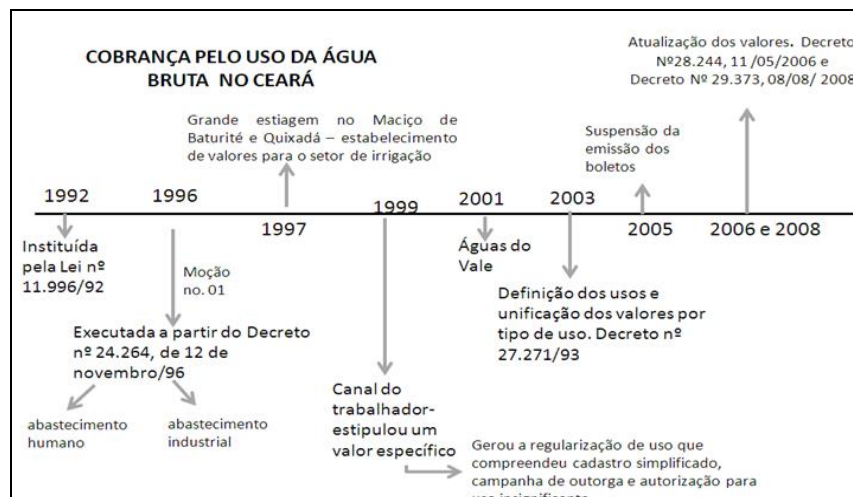 COBRANÇA PELO USO DA ÁGUA
BRUTA NO CEARÁ
Atualização dos valores. Decreto
Nº28.244, 11 /05/2006 e
Decreto Nº 29.373, 08/08/ 2008
Grande estiagem no Maciço de
Baturité e Quixadá – estabelecimento
de valores para o setor de irrigação
Suspensão da
emissão dos
boletos
1992
1996
1997
1999
2001
2003
2005
2006 e 2008
Instituída
pela Lei nº
11.996/92
Moção
no. 01
Executada a partir do Decreto
nº 24.264, de 12 de
novembro/96
abastecimento
humano
abastecimento
industrial
Canal do
trabalhador-
estipulou um
valor específico
Gerou a regularização de uso que
compreendeu cadastro simplificado,
campanha de outorga e autorização para
uso insignificante
Águas do
Vale
Definição dos usos e
unificação dos valores por
tipo de uso. Decreto nº
27.271/93